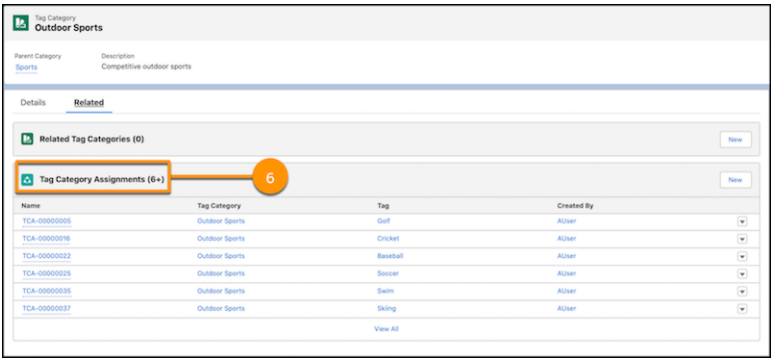 Tag Category
Outdoor Sports
Parent Category Description
Sports Competitive outdoor sports
Details Related
Related Tag Categories (0) New
Tag Category Assignments (6+) 6 New
Name Tag Category Tag Created By
TCA-00000005 Outdoor Sports Golf AUser
TCA-00000016 Outdoor Sports Cricket AUser
TCA-00000022 Outdoor Sports Baseball AUser
TCA-00000025 Outdoor Sports Soccer AUser
TCA-00000035 Outdoor Sports Swim AUser
TCA-00000037 Outdoor Sports Skiing AUser
View All